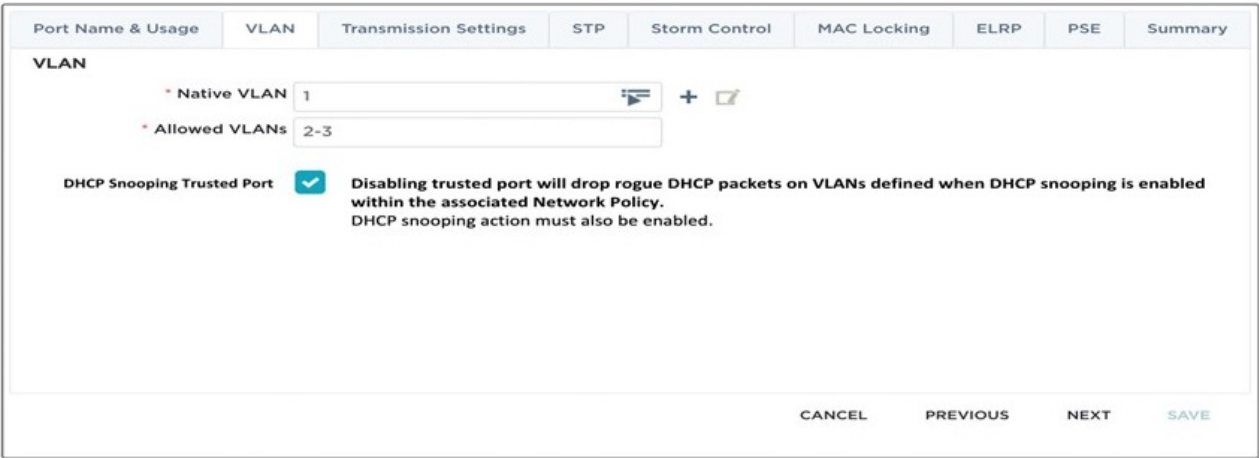 Port Name & Usage VLAN Transmission Settings STP Storm Control MAC Locking ELRP PSE Summary
VLAN
* Native VLAN 1
* Allowed VLANs 2-3
DHCP Snooping Trusted Port Disabling trusted port will drop rogue DHCP packets on VLANs defined when DHCP snooping is enabled
within the associated Network Policy.
DHCP snooping action must also be enabled.
CANCEL PREVIOUS NEXT SAVE